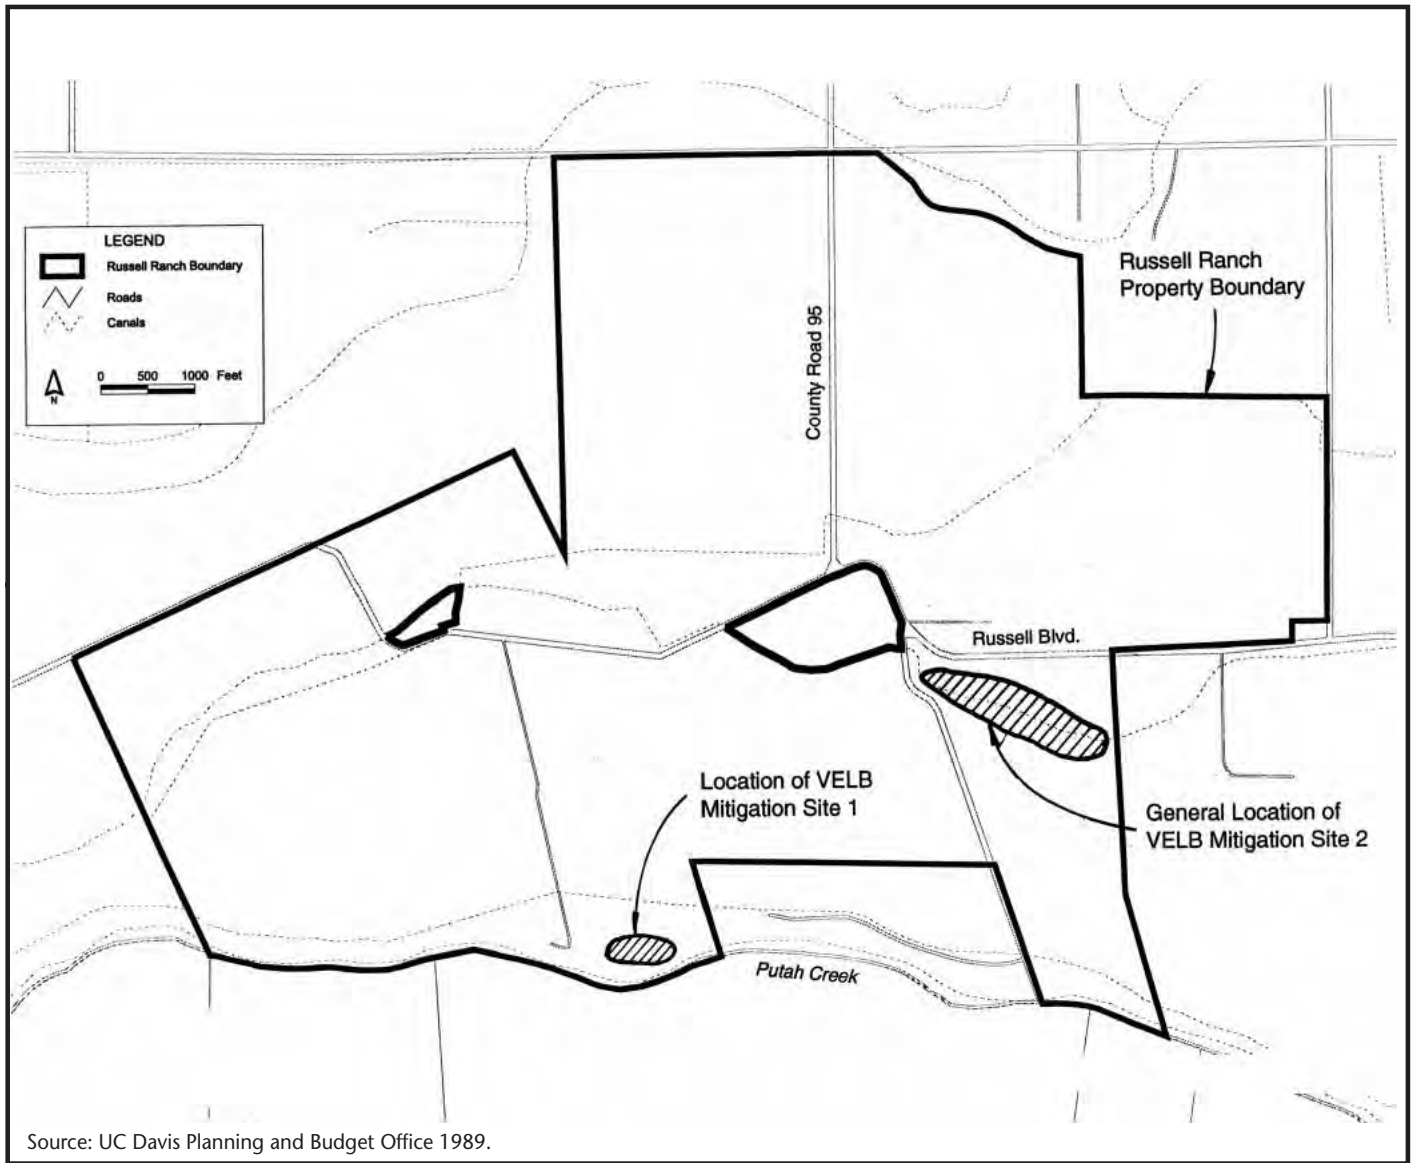 LEGEND
Russell Ranch Boundary
Roads
Canals
N
0 500 1000 Feet
County Road 95
Russell Ranch
Property Boundary
Russell Blvd.
Location of VELB
Mitigation Site 1
General Location of
VELB Mitigation Site 2
Putah Creek
Source: UC Davis Planning and Budget Office 1989.